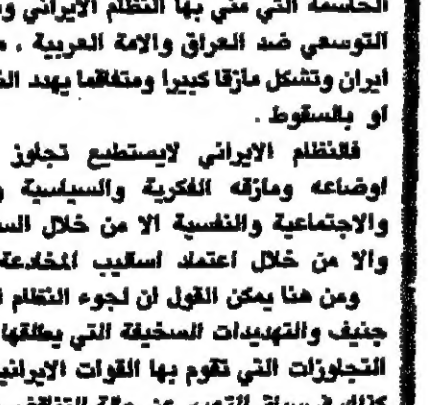 الحاسمة التي مني بها النظام الايراني و
التوسعي ضد العراق والامة العربية ،
ايران وتشكل مأزقا كبيرا ومتفاقما يهدد
او بالسقوط .
فالنظام الايراني لايستطيع تجاوز
اوضاعه ومازقه الفكرية والسياسية و
والاجتماعية والنفسية الا من خلال
والا من خلال اعتماد اساليب المخادعة
ومن هنا يمكن القول ان لجوء النظام
جنيف والتهديدات السخيفة التي يطلقها
التجاوزات التي تقوم بها القوات الايرانية